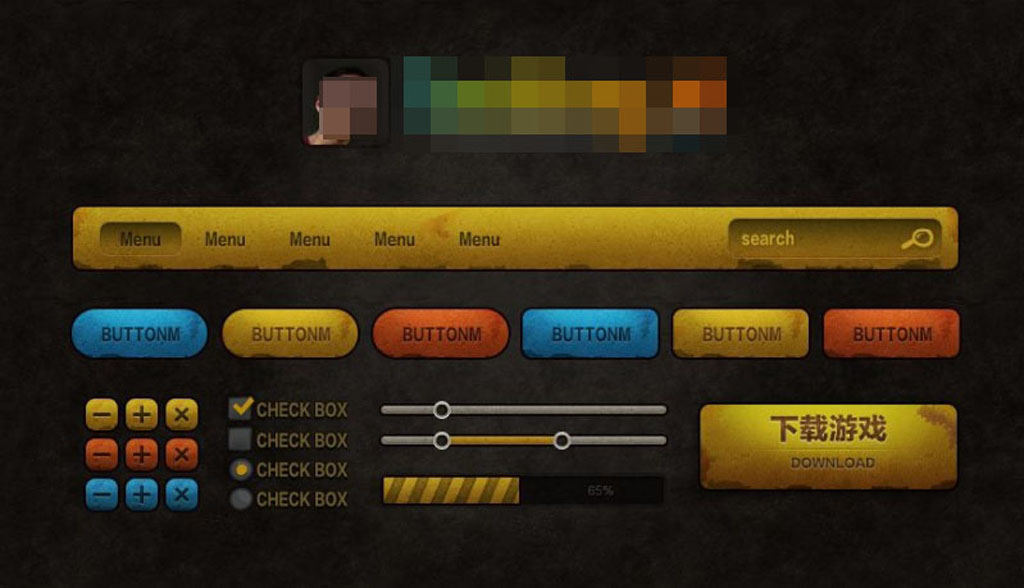 Menu Menu Menu Menu Menu search
BUTTONM BUTTONM BUTTONM BUTTONM BUTTONM BUTTONM
CHECK BOX
CHECK BOX
CHECK BOX
CHECK BOX
65%
下载游戏
DOWNLOAD